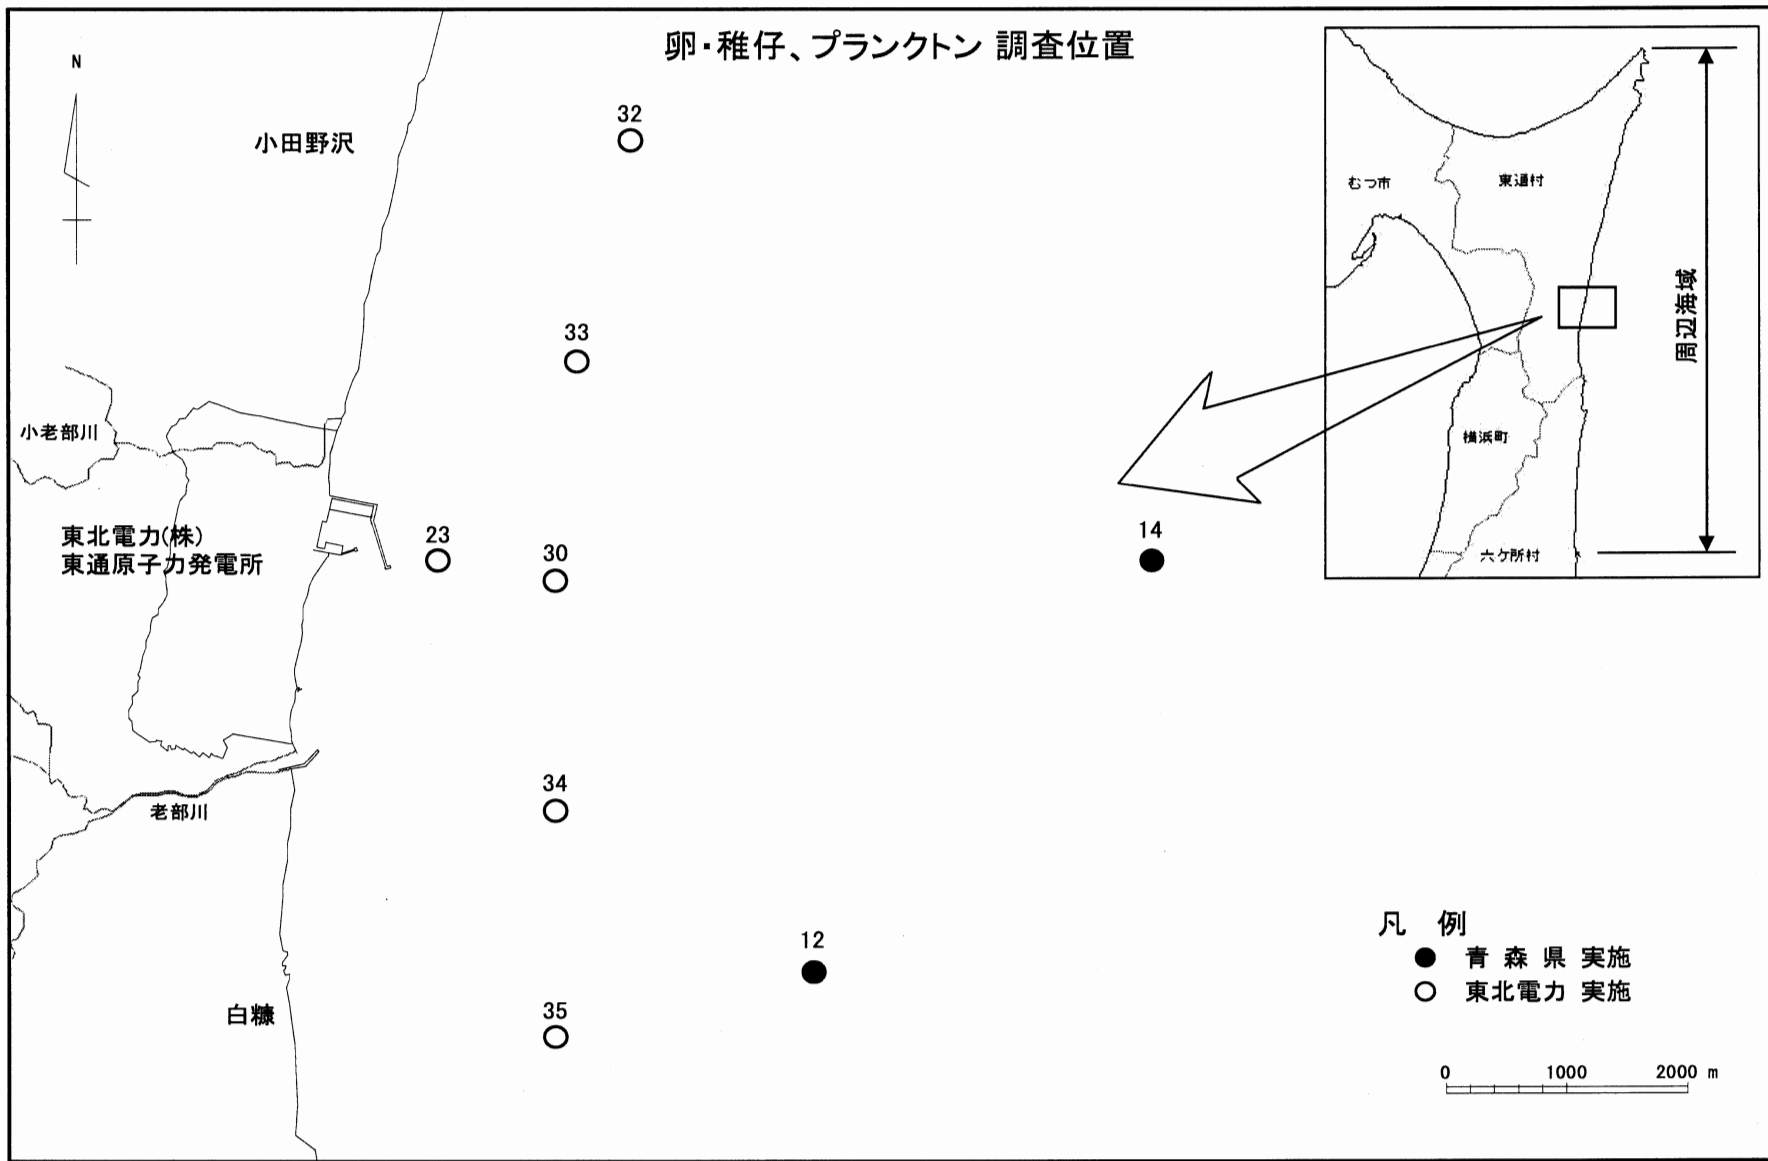 卵・稚仔、プランクトン 調査位置
N
小田野沢
32
33
小老部川
東北電力(株)
東通原子力発電所
23
30
14
34
老部川
12
白糠
35
むつ市
東通村
横浜町
六ケ所村
周辺海域
凡 例
● 青 森 県 実施
○ 東北電力 実施
0 1000 2000 m